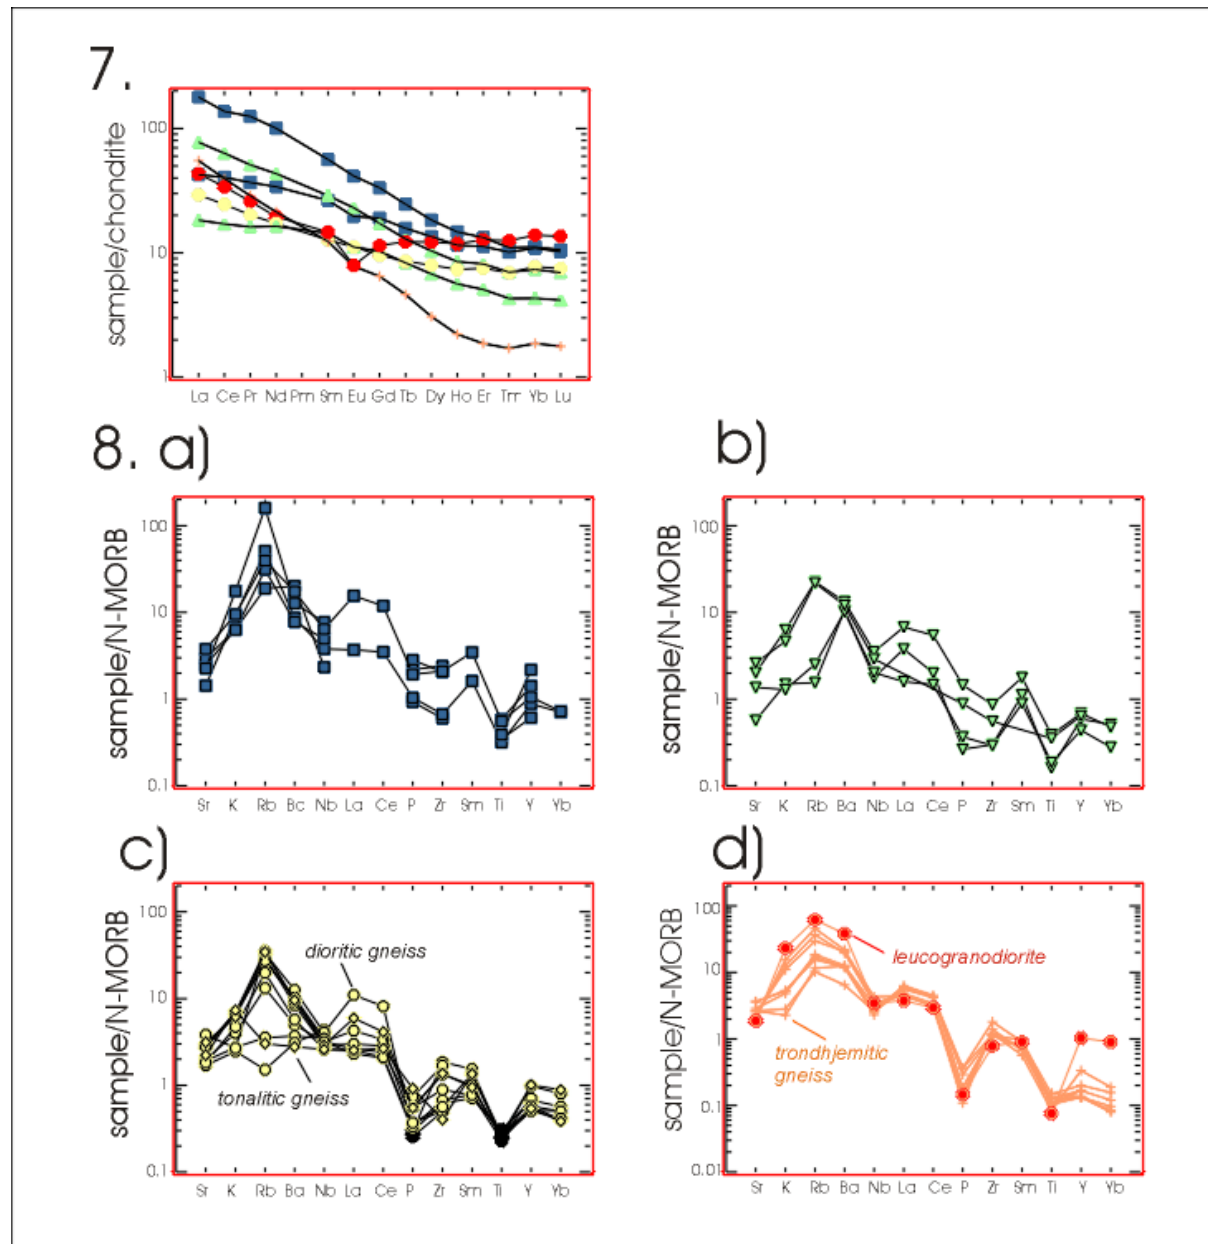 7.
sample/chondrite
100
10
1
La Ce Pr Nd Pm Sm Eu Gd Tb Dy Ho Er Tm Yb Lu
8. a)
sample/N-MORB
100
10
1
0.1
Sr K Rb Bc Nb La Ce P Zr Sm Ti Y Yb
b)
sample/N-MORB
100
10
1
0.1
Sr K Rb Ba Nb La Ce P Zr Sm Ti Y Yb
c)
sample/N-MORB
100
10
1
0.1
dioritic gneiss
tonalitic gneiss
Sr K Rb Ba Nb La Ce P Zr Sm Ti Y Yb
d)
sample/N-MORB
100
10
1
0.1
0.01
leucogranodiorite
trondhjemitic
gneiss
Sr K Rb Ba Nb La Ce P Zr Sm Ti Y Yb